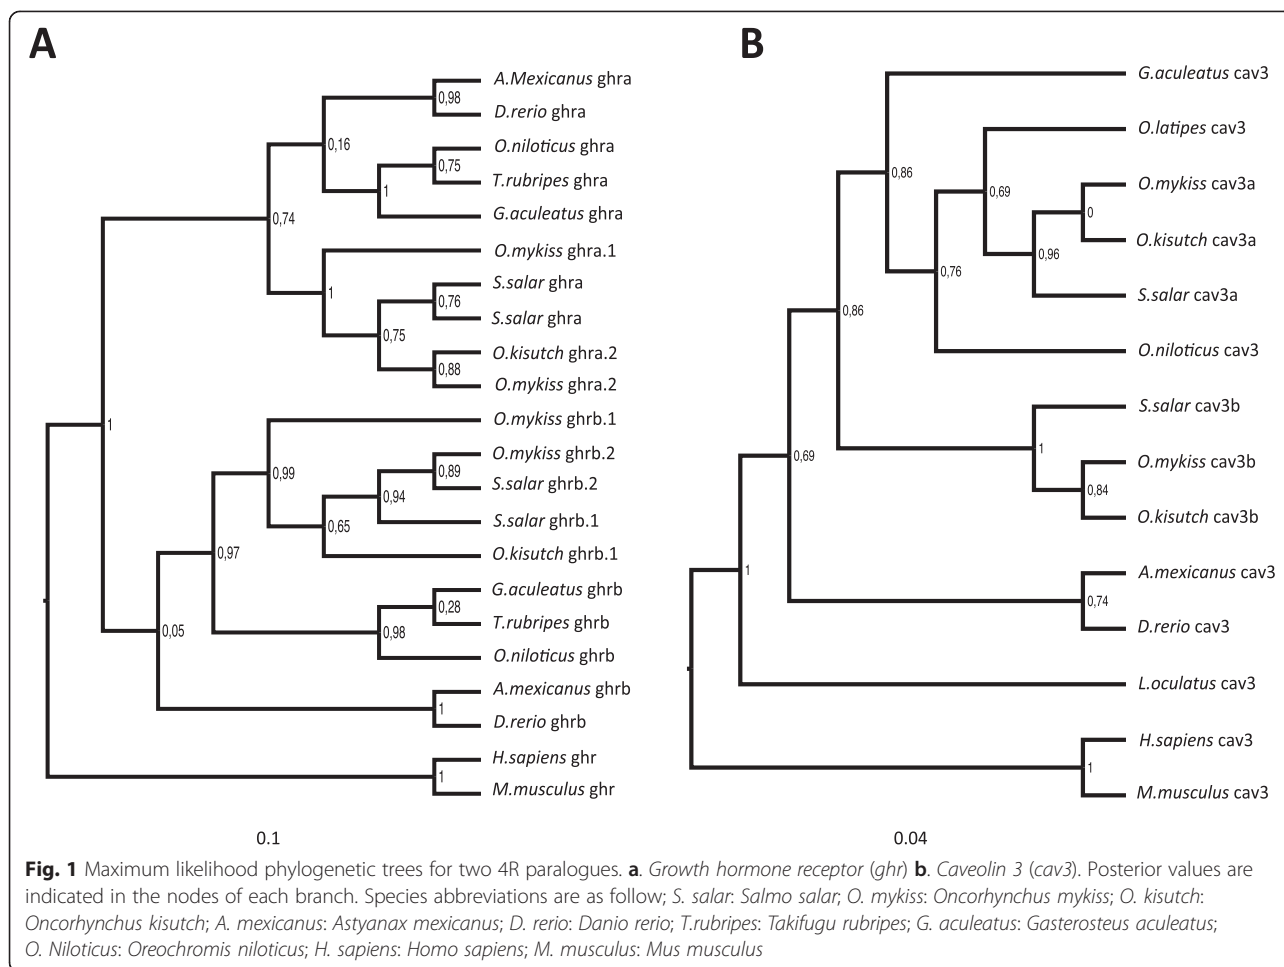 A
A.Mexicanus ghra
0,98
D.rerio ghra
0,16
O.niloticus ghra
0,75
T.rubripes ghra
1
G.aculeatus ghra
0,74
O.mykiss ghra.1
1
S.salar ghra
0,76
S.salar ghra
0,75
O.kisutch ghra.2
0,88
O.mykiss ghra.2
1
O.mykiss ghrb.1
0,99
O.mykiss ghrb.2
0,89
S.salar ghrb.2
0,94
S.salar ghrb.1
0,65
O.kisutch ghrb.1
0,97
G.aculeatus ghrb
0,28
T.rubripes ghrb
0,98
O.niloticus ghrb
0,05
A.mexicanus ghrb
1
D.rerio ghrb
H.sapiens ghr
1
M.musculus ghr
0.1
B
G.aculeatus cav3
0,86
O.latipes cav3
0,69
O.mykiss cav3a
0
O.kisutch cav3a
0,96
S.salar cav3a
0,76
O.niloticus cav3
0,86
S.salar cav3b
1
O.mykiss cav3b
0,84
O.kisutch cav3b
0,69
A.mexicanus cav3
0,74
D.rerio cav3
1
L.oculatus cav3
H.sapiens cav3
1
M.musculus cav3
0.04
Fig. 1 Maximum likelihood phylogenetic trees for two 4R paralogues. a. Growth hormone receptor (ghr) b. Caveolin 3 (cav3). Posterior values are
indicated in the nodes of each branch. Species abbreviations are as follow; S. salar: Salmo salar; O. mykiss: Oncorhynchus mykiss; O. kisutch:
Oncorhynchus kisutch; A. mexicanus: Astyanax mexicanus; D. rerio: Danio rerio; T.rubripes: Takifugu rubripes; G. aculeatus: Gasterosteus aculeatus;
O. Niloticus: Oreochromis niloticus; H. sapiens: Homo sapiens; M. musculus: Mus musculus